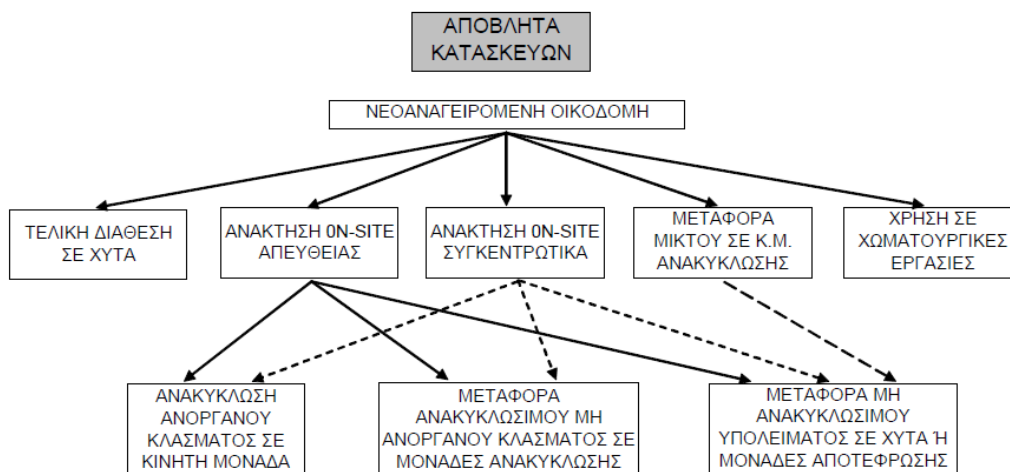 ΑΠΟΒΛΗΤΑ
ΚΑΤΑΣΚΕΥΩΝ
ΝΕΟΑΝΑΓΕΙΡΟΜΕΝΗ ΟΙΚΟΔΟΜΗ
ΤΕΛΙΚΗ ΔΙΑΘΕΣΗ
ΣΕ ΧΥΤΑ
ΑΝΑΚΤΗΣΗ 0N-SITE
ΑΠΕΥΘΕΙΑΣ
ΑΝΑΚΤΗΣΗ 0N-SITE
ΣΥΓΚΕΝΤΡΩΤΙΚΑ
ΜΕΤΑΦΟΡΑ
ΜΙΚΤΟΥ ΣΕ Κ.Μ.
ΑΝΑΚΥΚΛΩΣΗΣ
ΧΡΗΣΗ ΣΕ
ΧΩΜΑΤΟΥΡΓΙΚΕΣ
ΕΡΓΑΣΙΕΣ
ΑΝΑΚΥΚΛΩΣΗ
ΑΝΟΡΓΑΝΟΥ
ΚΛΑΣΜΑΤΟΣ ΣΕ
ΚΙΝΗΤΗ ΜΟΝΑΔΑ
ΜΕΤΑΦΟΡΑ
ΑΝΑΚΥΚΛΩΣΙΜΟΥ ΜΗ
ΑΝΟΡΓΑΝΟΥ ΚΛΑΣΜΑΤΟΣ ΣΕ
ΜΟΝΑΔΕΣ ΑΝΑΚΥΚΛΩΣΗΣ
ΜΕΤΑΦΟΡΑ ΜΗ
ΑΝΑΚΥΚΛΩΣΙΜΟΥ
ΥΠΟΛΕΙΜΑΤΟΣ ΣΕ ΧΥΤΑ Ή
ΜΟΝΑΔΕΣ ΑΠΟΤΕΦΡΩΣΗΣ